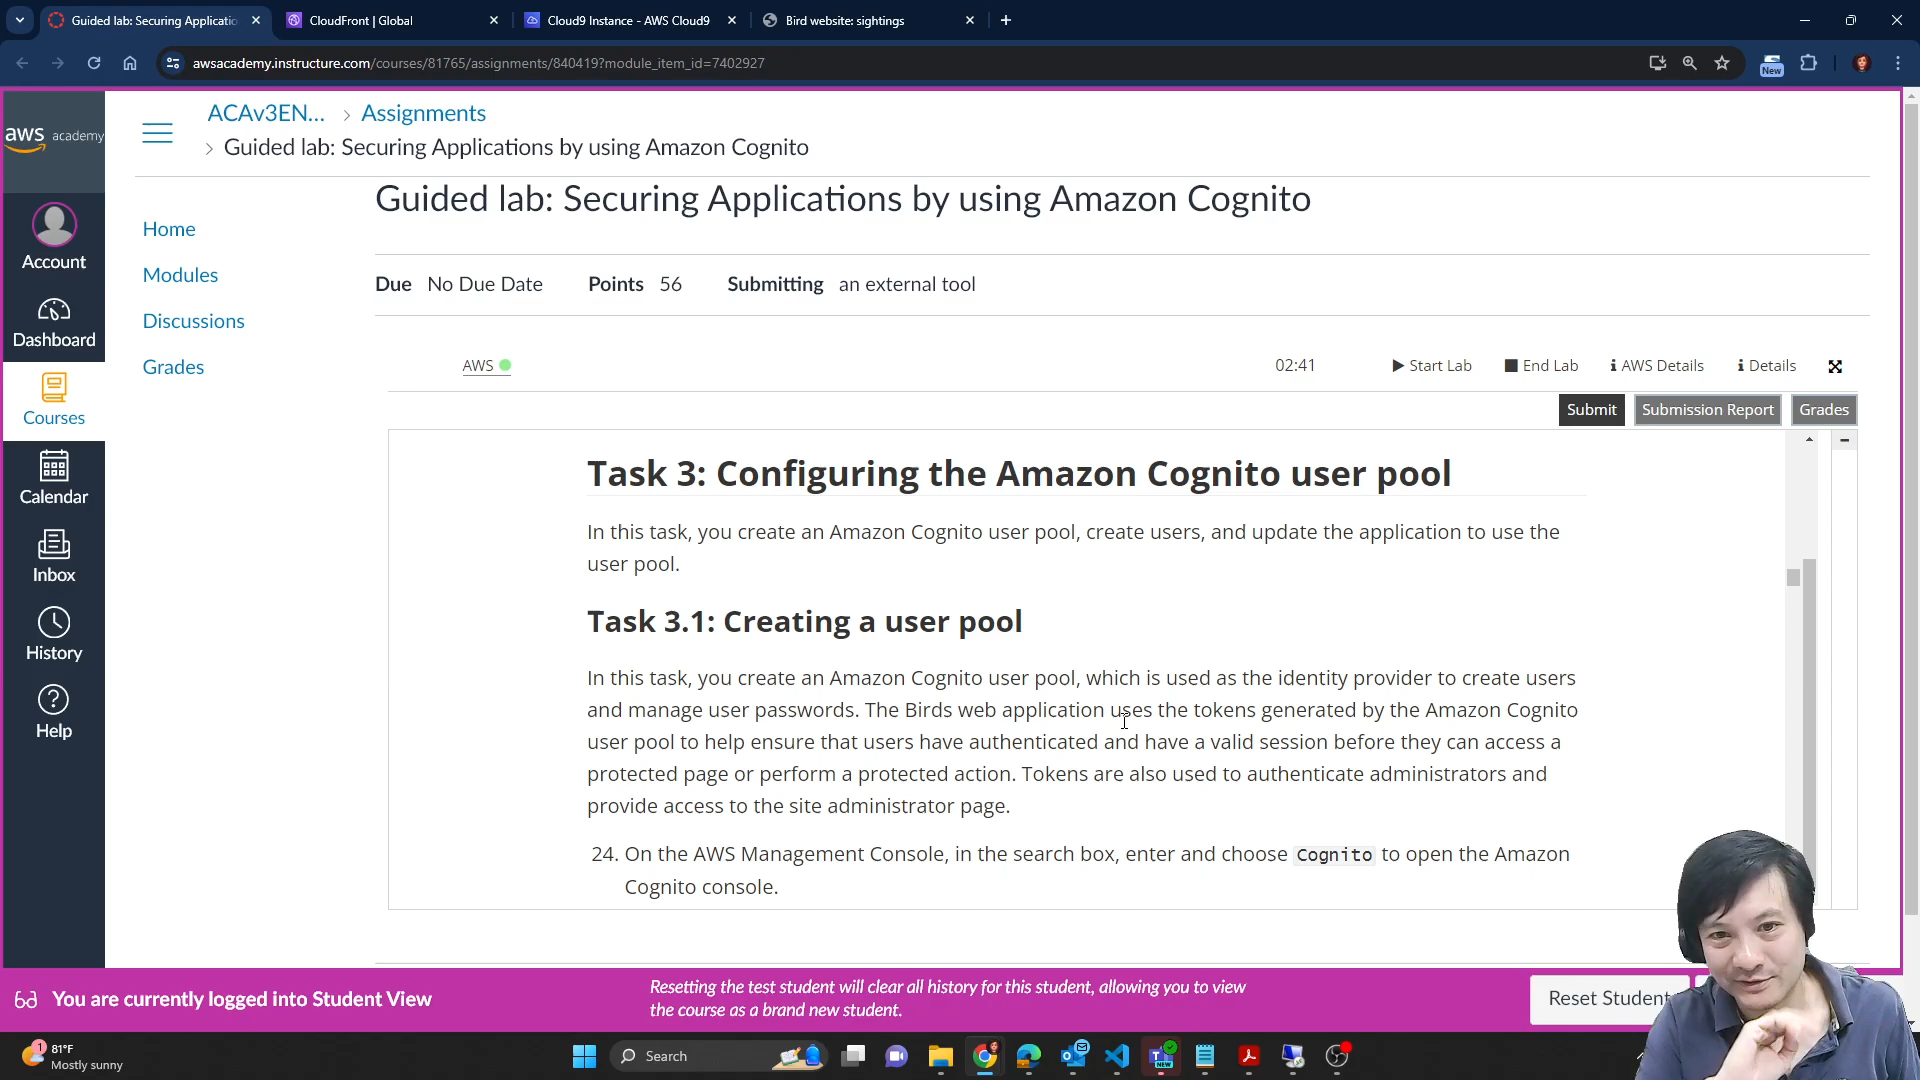 Guided lab: Securing Applicatio
CloudFront | Global
Cloud9 Instance - AWS Cloud9
Bird website: sightings
awsacademy.instructure.com/courses/81765/assignments/840419?module_item_id=7402927
New
aws academy
ACAv3EN... > Assignments
> Guided lab: Securing Applications by using Amazon Cognito
Account
Dashboard
Courses
Calendar
Inbox
History
Help
Home
Modules
Discussions
Grades
Guided lab: Securing Applications by using Amazon Cognito
Due No Due Date Points 56 Submitting an external tool
AWS 02:41 Start Lab End Lab AWS Details Details
Submit Submission Report Grades
Task 3: Configuring the Amazon Cognito user pool
In this task, you create an Amazon Cognito user pool, create users, and update the application to use the
user pool.
Task 3.1: Creating a user pool
In this task, you create an Amazon Cognito user pool, which is used as the identity provider to create users
and manage user passwords. The Birds web application uses the tokens generated by the Amazon Cognito
user pool to help ensure that users have authenticated and have a valid session before they can access a
protected page or perform a protected action. Tokens are also used to authenticate administrators and
provide access to the site administrator page.
24. On the AWS Management Console, in the search box, enter and choose Cognito to open the Amazon
Cognito console.
You are currently logged into Student View
Resetting the test student will clear all history for this student, allowing you to view
the course as a brand new student.
Reset Student
1
81°F
Mostly sunny
Search
NEW